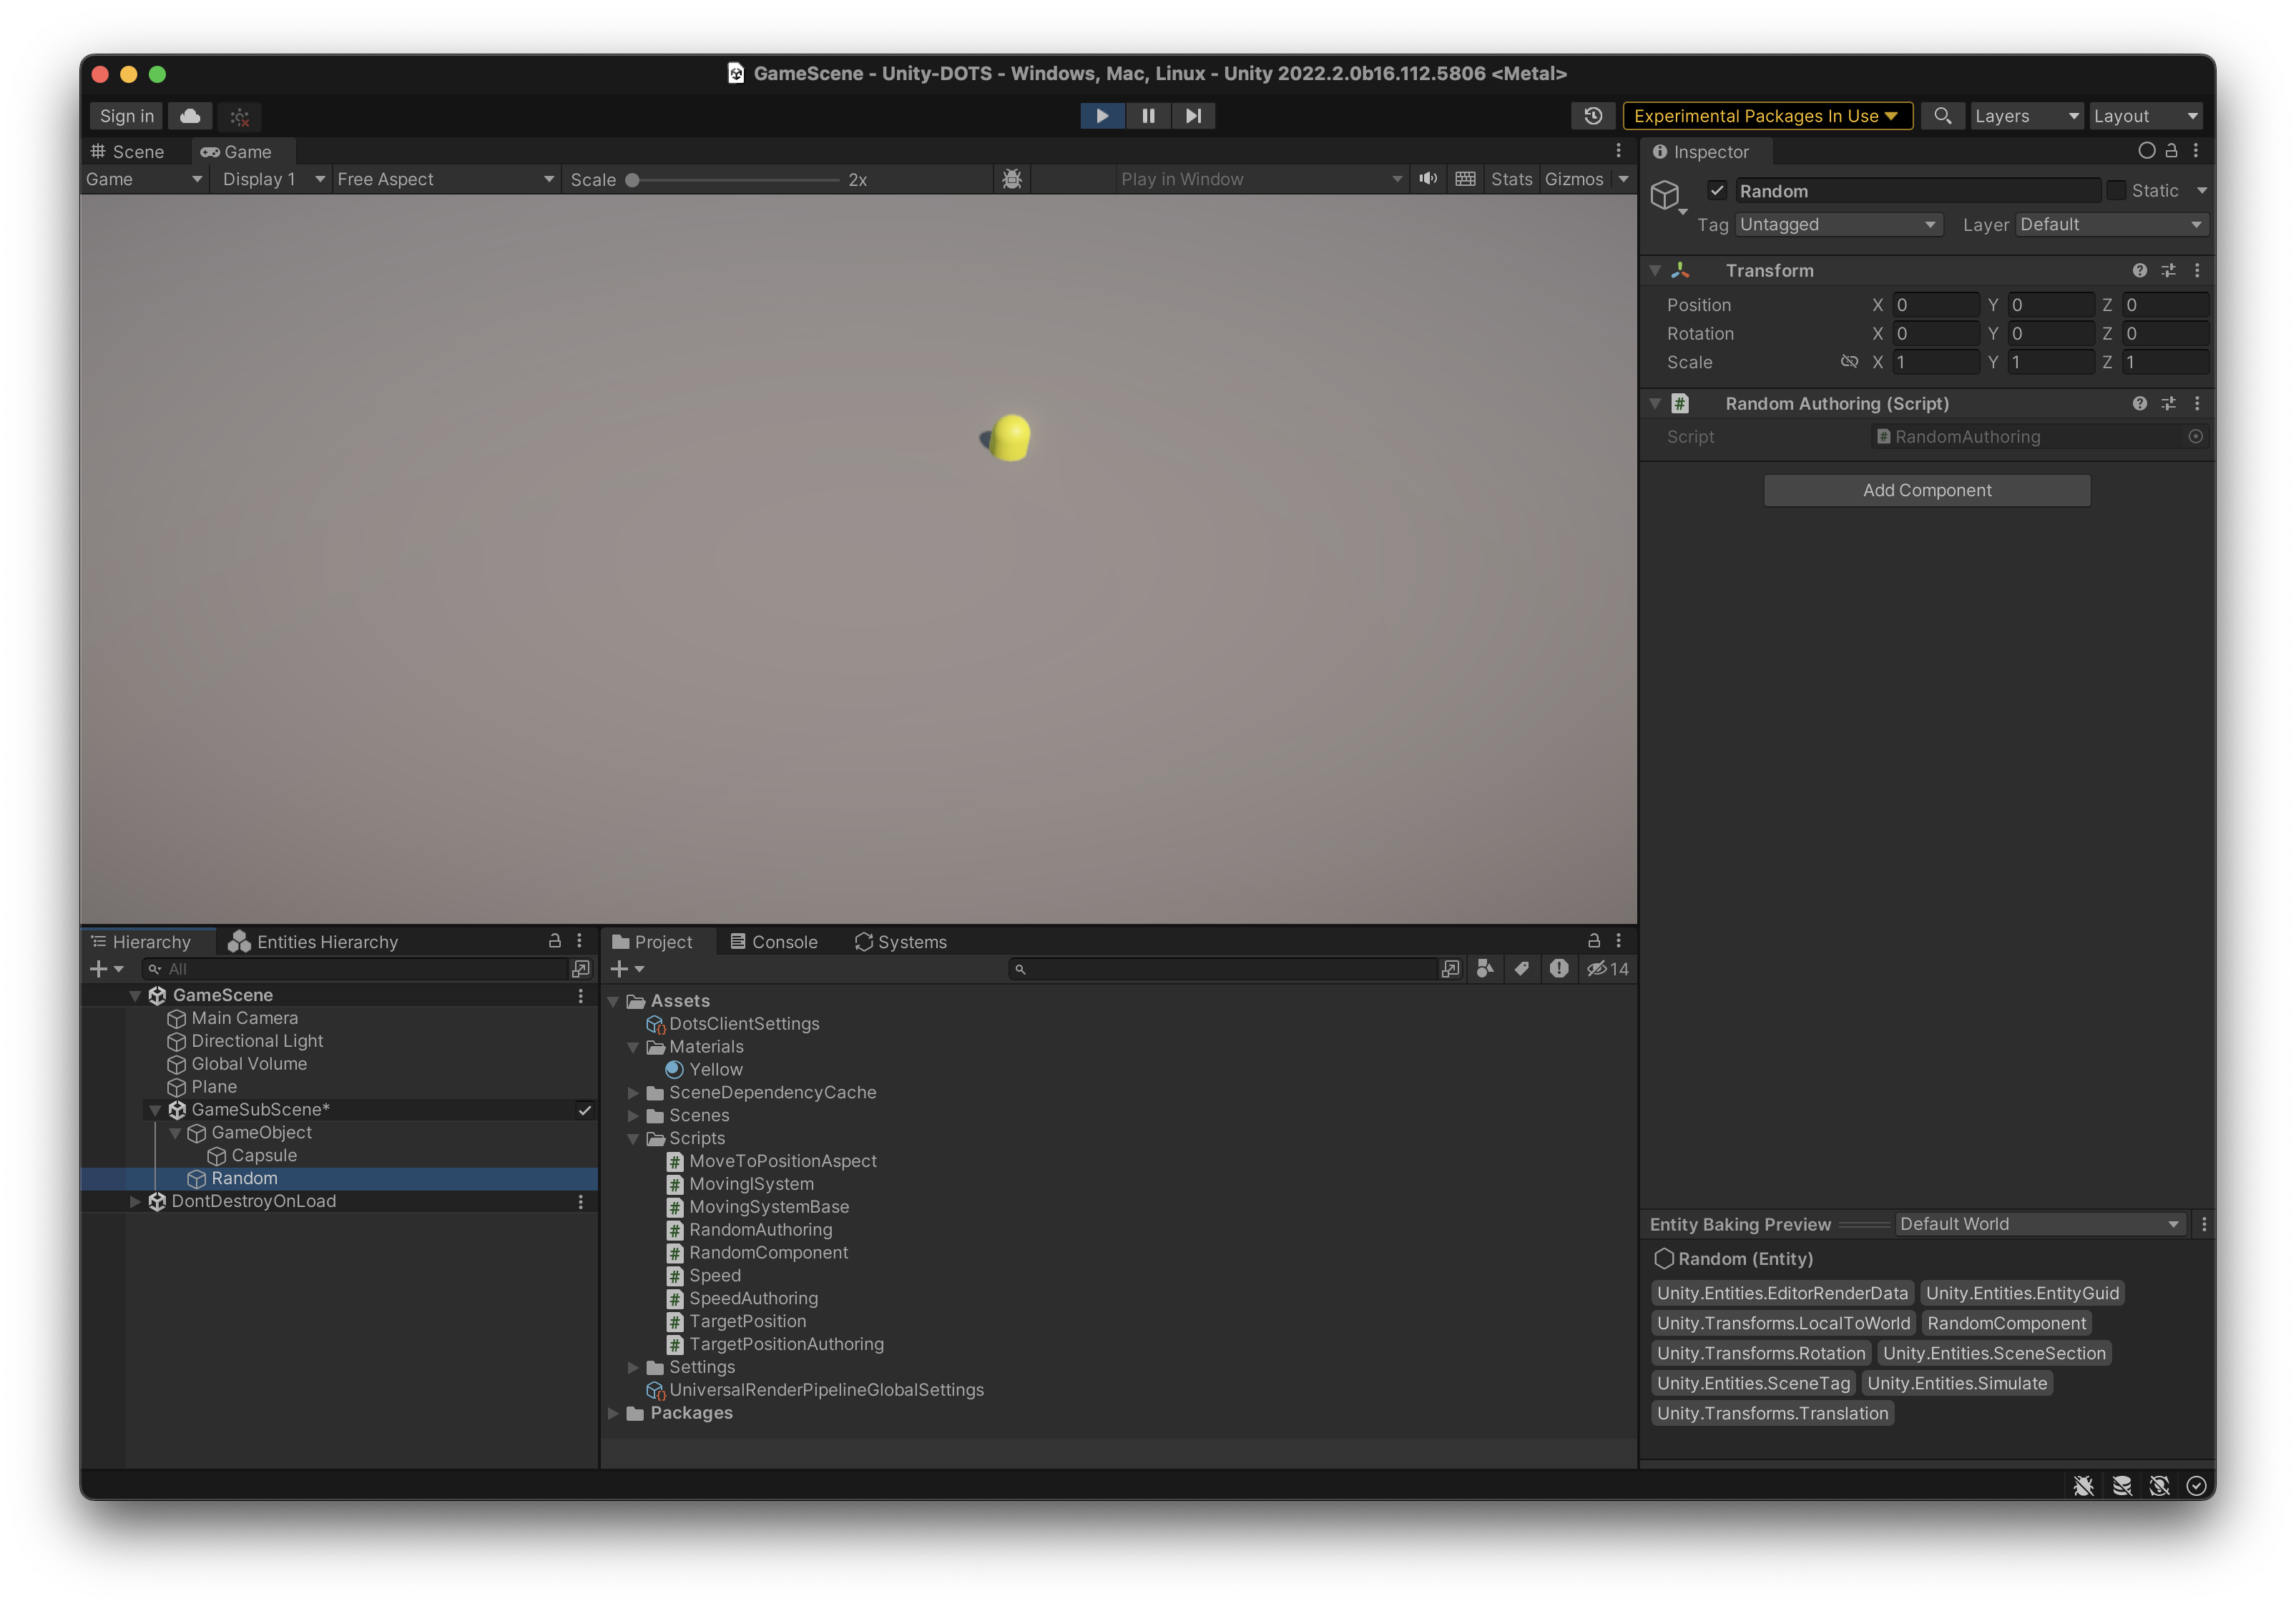 GameScene - Unity-DOTS - Windows, Mac, Linux - Unity 2022.2.0b16.112.5806 <Metal>
Sign in
Experimental Packages In Use
Layers
Layout
Scene
Game
Game
Display 1
Free Aspect
Scale
2x
Play in Window
Stats
Gizmos
Inspector
Random
Static
Tag
Untagged
Layer
Default
Transform
Position
X 0
Y 0
Z 0
Rotation
X 0
Y 0
Z 0
Scale
X 1
Y 1
Z 1
Random Authoring (Script)
Script
RandomAuthoring
Add Component
Hierarchy
Entities Hierarchy
All
GameScene
Main Camera
Directional Light
Global Volume
Plane
GameSubScene*
GameObject
Capsule
Random
DontDestroyOnLoad
Project
Console
Systems
14
Assets
DotsClientSettings
Materials
Yellow
SceneDependencyCache
Scenes
Scripts
MoveToPositionAspect
MovingISystem
MovingSystemBase
RandomAuthoring
RandomComponent
Speed
SpeedAuthoring
TargetPosition
TargetPositionAuthoring
Settings
UniversalRenderPipelineGlobalSettings
Packages
Entity Baking Preview
Default World
Random (Entity)
Unity.Entities.EditorRenderData
Unity.Entities.EntityGuid
Unity.Transforms.LocalToWorld
RandomComponent
Unity.Transforms.Rotation
Unity.Entities.SceneSection
Unity.Entities.SceneTag
Unity.Entities.Simulate
Unity.Transforms.Translation